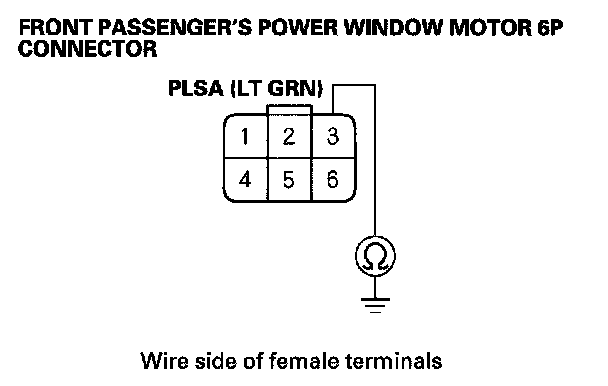 FRONT PASSENGER'S POWER WINDOW MOTOR 6P
CONNECTOR
PLSA (LT GRN)
1 2 3
4 5 6
Ω
Wire side of female terminals